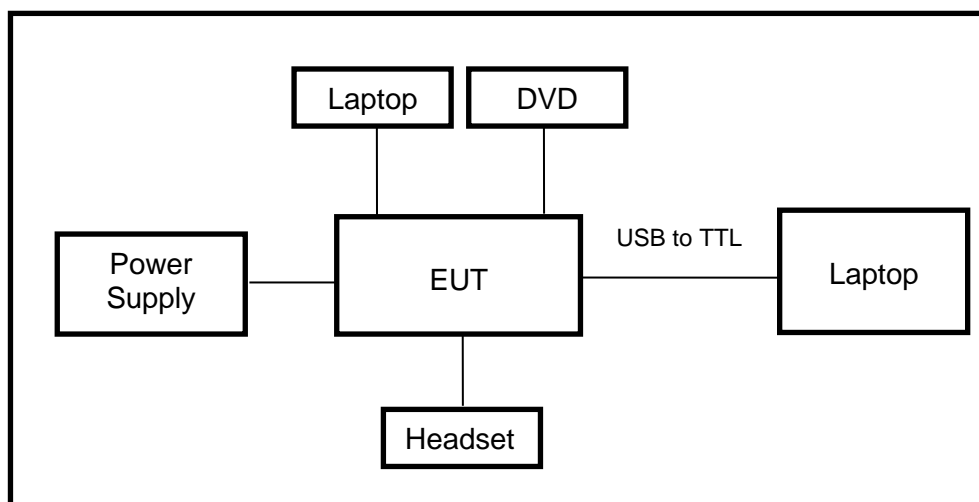 Laptop
DVD
USB to TTL
Power
Supply
EUT
Laptop
Headset